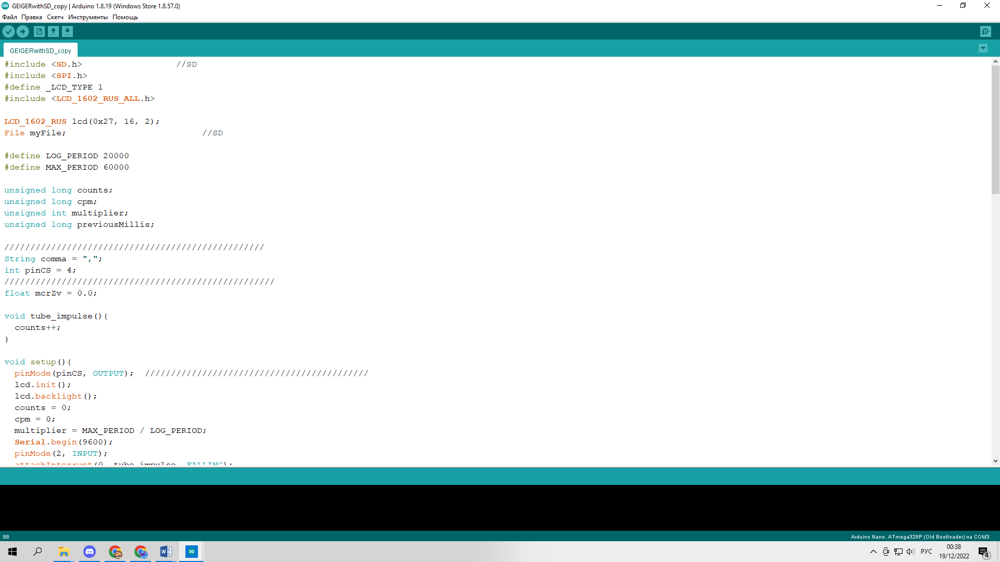 GEIGERwithSD_copy | Arduino 1.8.19 (Windows Store 1.8.57.0)
Файл Правка Скетч Инструменты Помощь
GEIGERwithSD_copy
#include <SD.h>                  //SD
#include <SPI.h>
#define _LCD_TYPE 1
#include <LCD_1602_RUS_ALL.h>
LCD_1602_RUS lcd(0x27, 16, 2);
File myFile;                          //SD
#define LOG_PERIOD 20000
#define MAX_PERIOD 60000
unsigned long counts;
unsigned long cpm;
unsigned int multiplier;
unsigned long previousMillis;
//////////////////////////////////////////////////
String comma = ",";
int pinCS = 4;
////////////////////////////////////////////////////
float mcrZv = 0.0;
void tube_impulse(){
  counts++;
}
void setup(){
  pinMode(pinCS, OUTPUT);  ///////////////////////////////////////////
  lcd.init();
  lcd.backlight();
  counts = 0;
  cpm = 0;
  multiplier = MAX_PERIOD / LOG_PERIOD;
  Serial.begin(9600);
  pinMode(2, INPUT);
  attachInterrupt(0, tube_impulse, FALLING);
88
Arduino Nano, ATmega328P (Old Bootloader) на COM3
РУС
00:38
19/12/2022
4